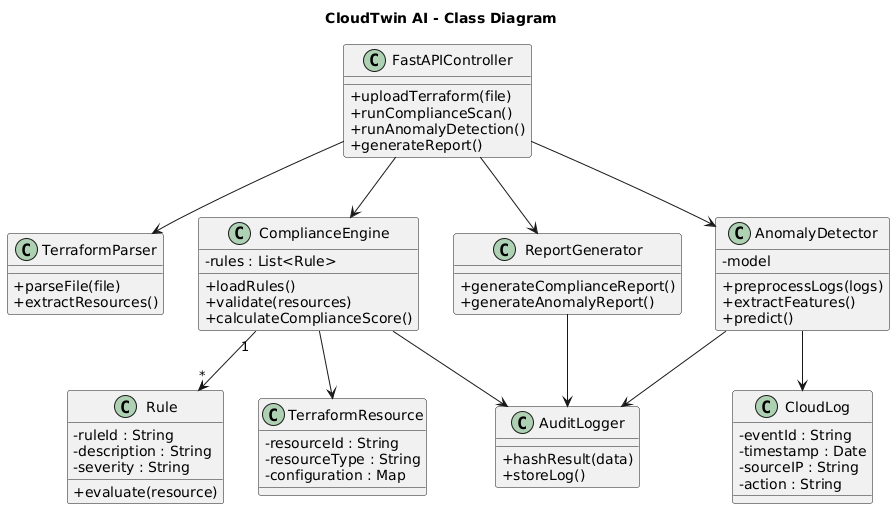 CloudTwin AI - Class Diagram
C FastAPIController
+uploadTerraform(file)
+runComplianceScan()
+runAnomalyDetection()
+generateReport()
C TerraformParser
+parseFile(file)
+extractResources()
C ComplianceEngine
-rules : List<Rule>
+loadRules()
+validate(resources)
+calculateComplianceScore()
C ReportGenerator
+generateComplianceReport()
+generateAnomalyReport()
C AnomalyDetector
-model
+preprocessLogs(logs)
+extractFeatures()
+predict()
1
*
C Rule
-ruleId : String
-description : String
-severity : String
+evaluate(resource)
C TerraformResource
-resourceId : String
-resourceType : String
-configuration : Map
C AuditLogger
+hashResult(data)
+storeLog()
C CloudLog
-eventId : String
-timestamp : Date
-sourceIP : String
-action : String